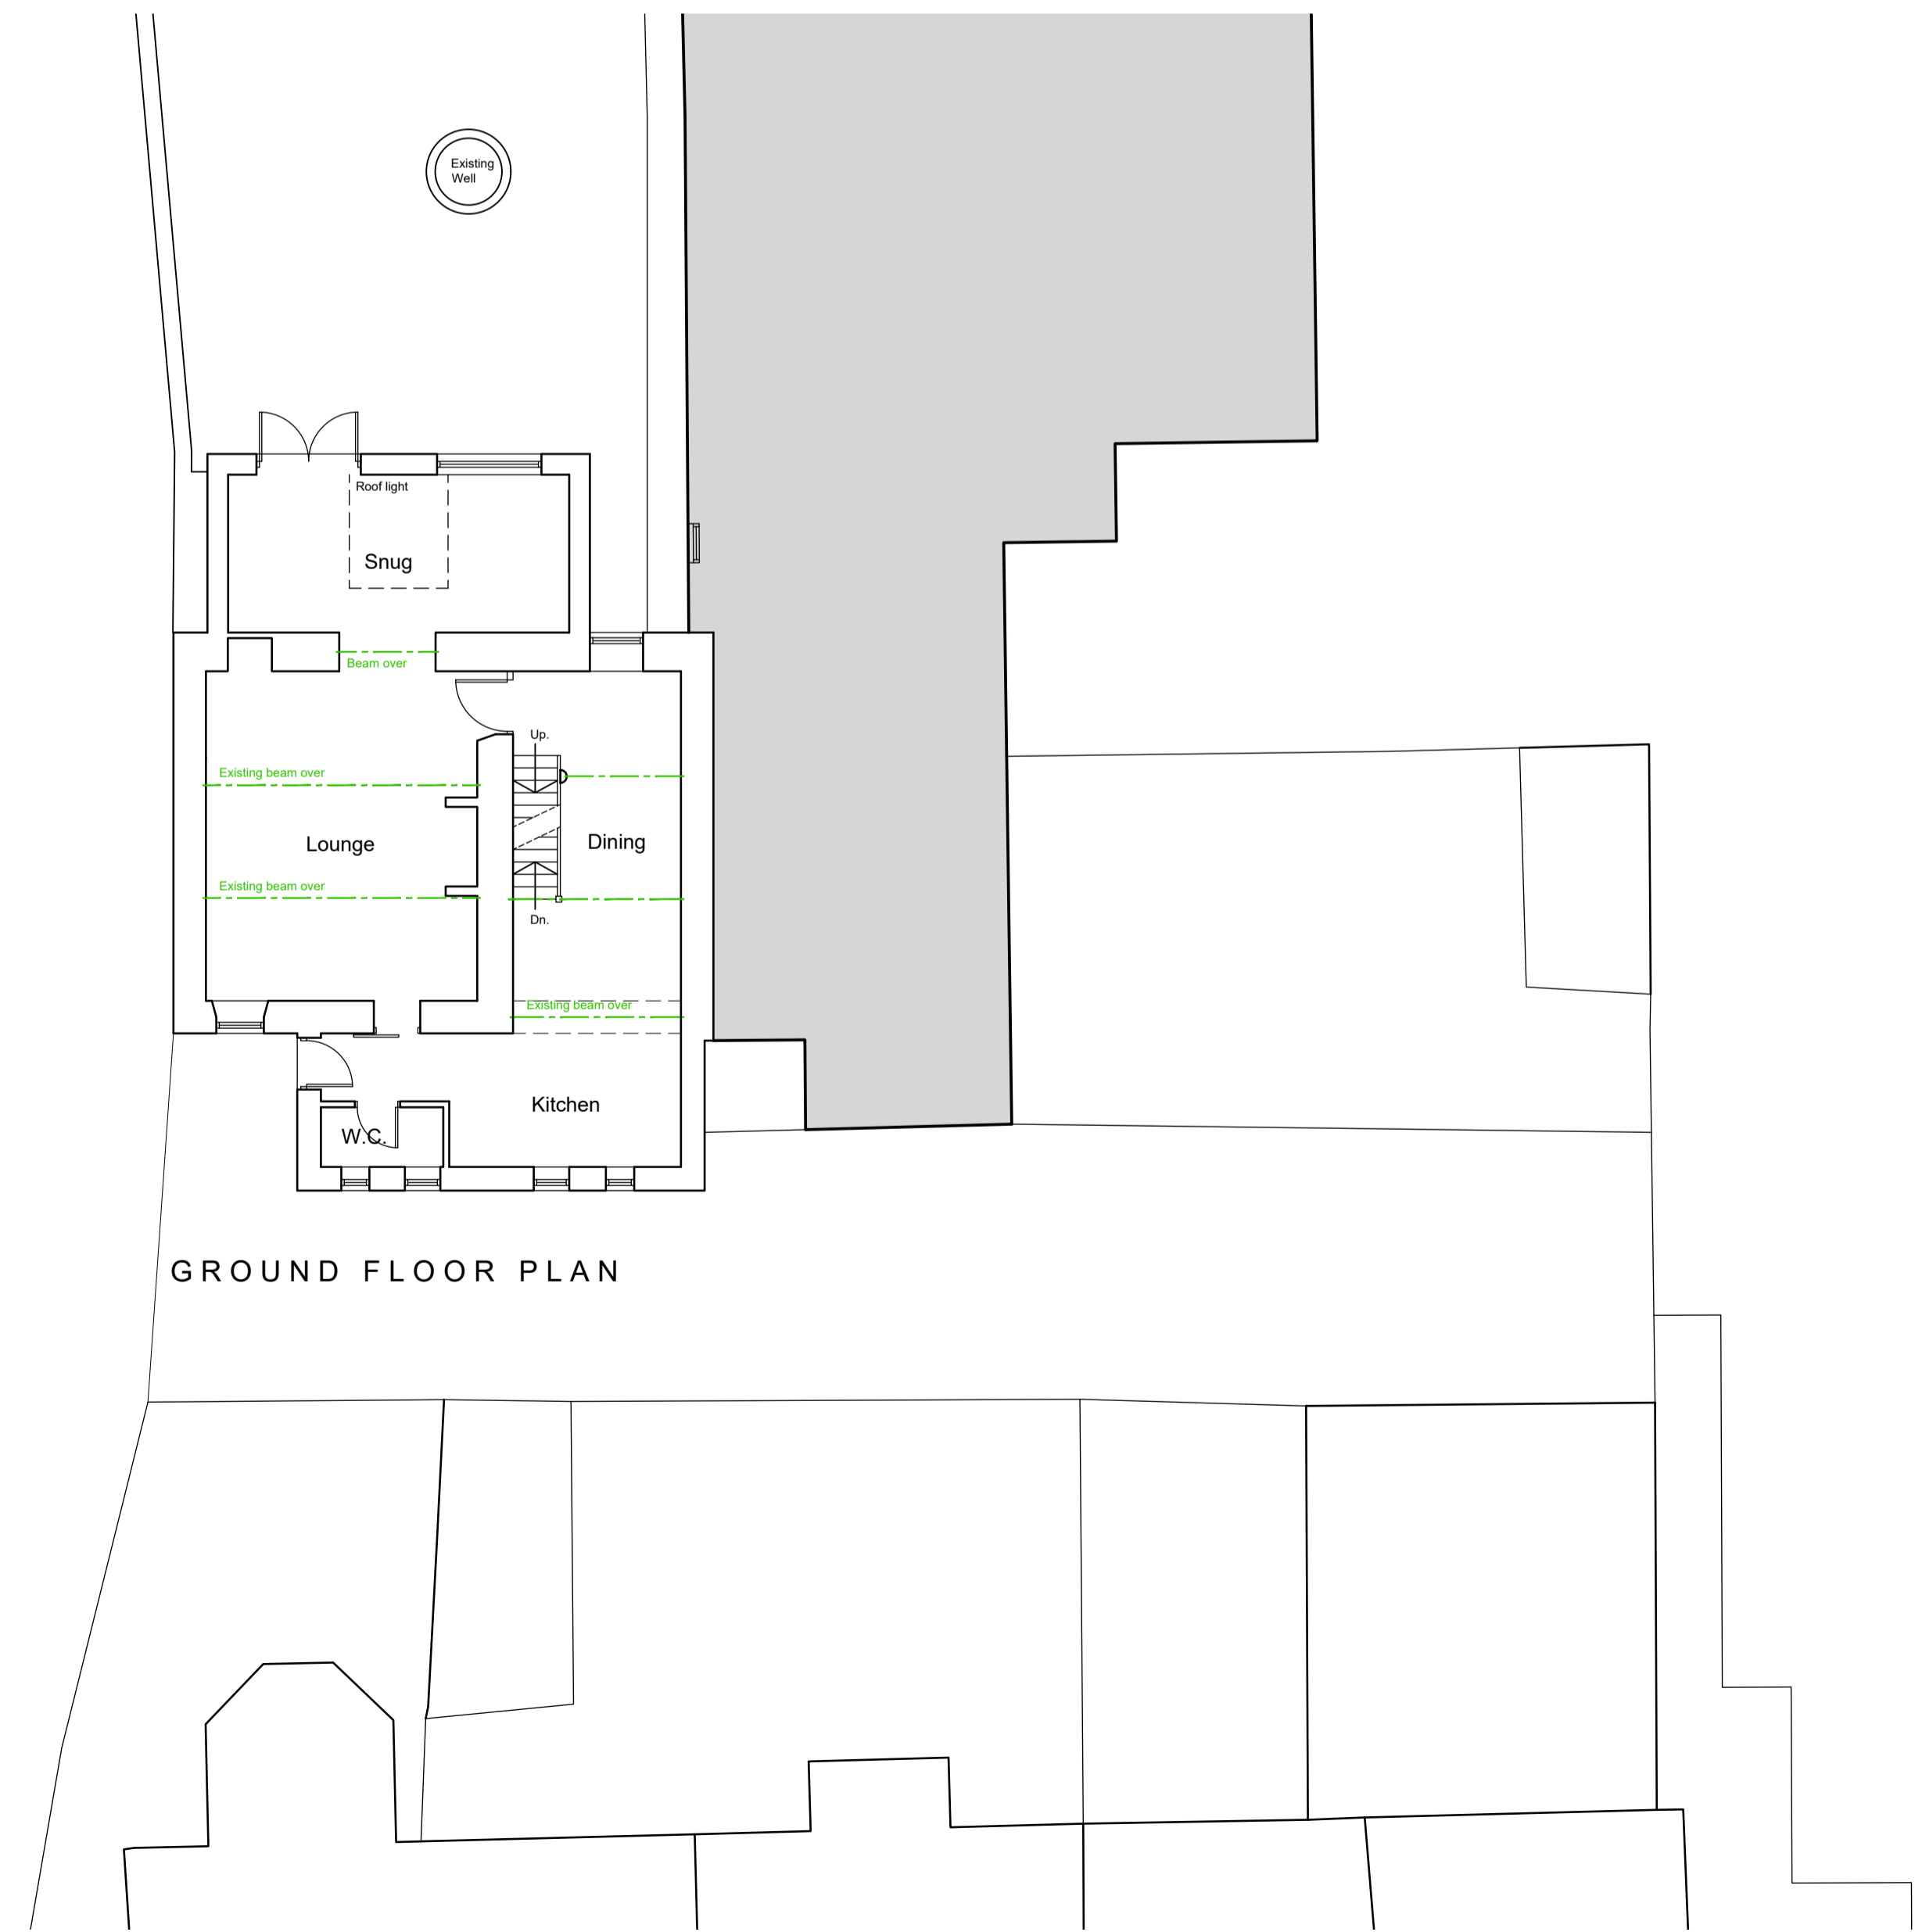 Existing
Well
Roof light
Snug
Beam over
Up.
Existing beam over
Lounge
Dining
Existing beam over
Dn.
Existing beam over
Kitchen
W.C.
GROUND FLOOR PLAN